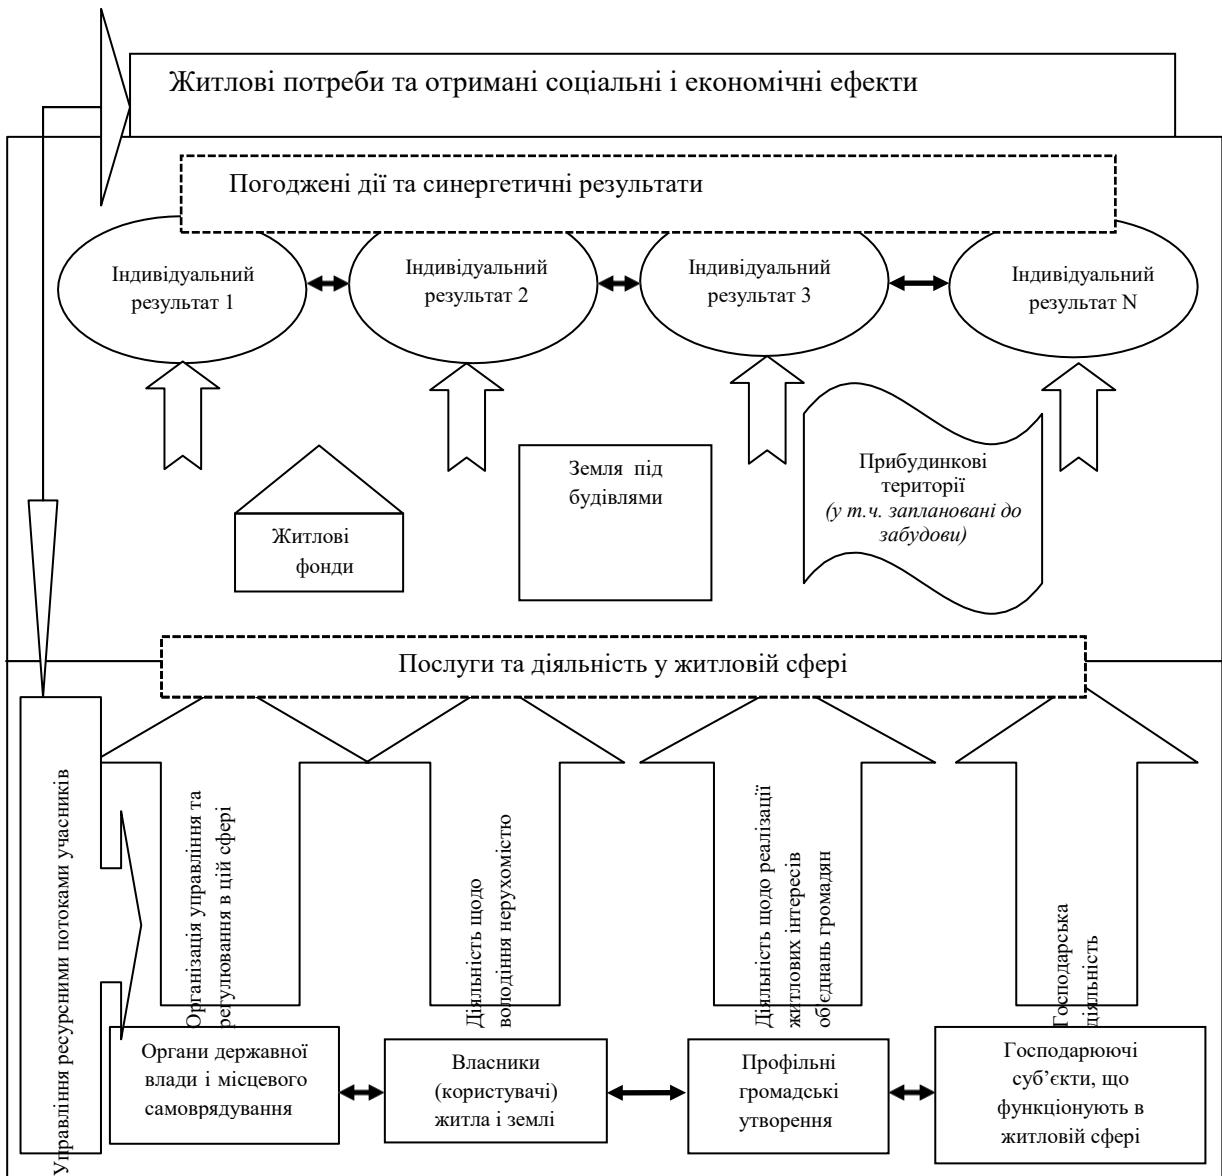 Житлові потреби та отримані соціальні і економічні ефекти
Погоджені дії та синергетичні результати
Індивідуальний
результат 1
Індивідуальний
результат 2
Індивідуальний
результат 3
Індивідуальний
результат N
Житлові
фонди
Земля під
будівлями
Прибудинкові
території
(у т.ч. заплановані до
забудови)
Послуги та діяльність у житловій сфері
Управління ресурсними потоками учасників
Організація управління та
регулювання в цій сфері
Діяльність щодо
володіння нерухомістю
Діяльність щодо реалізації
житлових інтересів
об'єднань громадян
Господарська
діяльність
Органи державної
влади і місцевого
самоврядування
Власники
(користувачі)
житла і землі
Профільні
громадські
утворення
Господарюючі
суб’єкти, що
функціонують в
житловій сфері